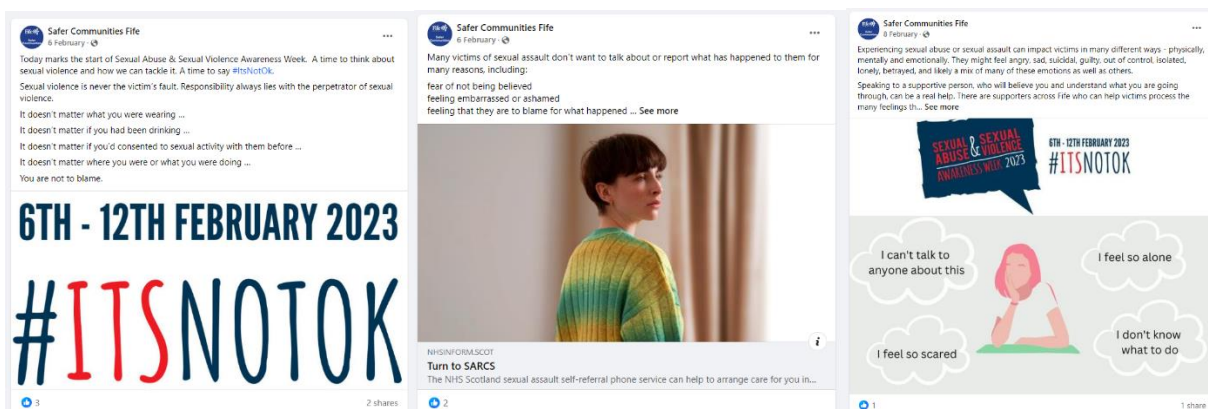 Safer Communities Fife
6 February
Today marks the start of Sexual Abuse & Sexual Violence Awareness Week. A time to think about
sexual violence and how we can tackle it. A time to say #ItsNotOk.
Sexual violence is never the victim's fault. Responsibility always lies with the perpetrator of sexual
violence.
It doesn't matter what you were wearing ...
It doesn't matter if you had been drinking ...
It doesn't matter if you'd consented to sexual activity with them before ...
It doesn't matter where you were or what you were doing ...
You are not to blame.
6TH - 12TH FEBRUARY 2023
#ITSNOTOK
3
2 shares
Safer Communities Fife
6 February
Many victims of sexual assault don't want to talk about or report what has happened to them for
many reasons, including:
fear of not being believed
feeling embarrassed or ashamed
feeling that they are to blame for what happened ... See more
NHSINFORM.SCOT
Turn to SARCS
The NHS Scotland sexual assault self-referral phone service can help to arrange care for you in...
2
Safer Communities Fife
8 February
Experiencing sexual abuse or sexual assault can impact victims in many different ways - physically,
mentally and emotionally. They might feel angry, sad, suicidal, guilty, out of control, isolated,
lonely, betrayed, and likely a mix of many of these emotions as well as others.
Speaking to a supportive person, who will believe you and understand what you are going
through, can be a real help. There are supporters across Fife who can help victims process the
many feelings th... See more
SEXUAL ABUSE & SEXUAL VIOLENCE
AWARENESS WEEK 2023
6TH - 12TH FEBRUARY 2023
#ITSNOTOK
I can't talk to
anyone about this
I feel so alone
I feel so scared
I don't know
what to do
1
1 share